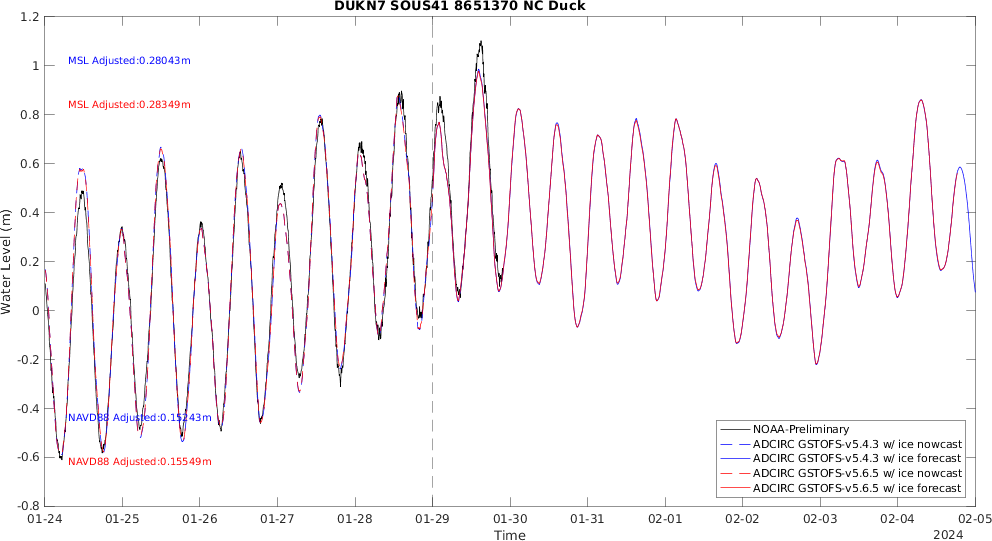 DUKN7 SOUS41 8651370 NC Duck
1.2
1
0.8
0.6
0.4
0.2
0
-0.2
-0.4
-0.6
-0.8
Water Level (m)
MSL Adjusted:0.28043m
MSL Adjusted:0.28349m
NAVD88 Adjusted:0.15243m
NAVD88 Adjusted:0.15549m
NOAA-Preliminary
ADCIRC GSTOFS-v5.4.3 w/ ice nowcast
ADCIRC GSTOFS-v5.4.3 w/ ice forecast
ADCIRC GSTOFS-v5.6.5 w/ ice nowcast
ADCIRC GSTOFS-v5.6.5 w/ ice forecast
01-24 01-25 01-26 01-27 01-28 01-29 01-30 01-31 02-01 02-02 02-03 02-04 02-05
Time
2024